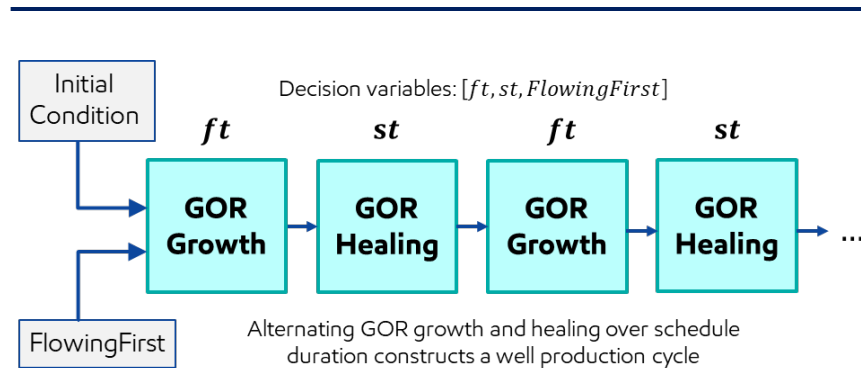 Initial
Condition
Decision variables: [ft, st, FlowingFirst]
ft
st
ft
st
GOR
Growth
GOR
Healing
GOR
Growth
GOR
Healing
...
FlowingFirst
Alternating GOR growth and healing over schedule
duration constructs a well production cycle